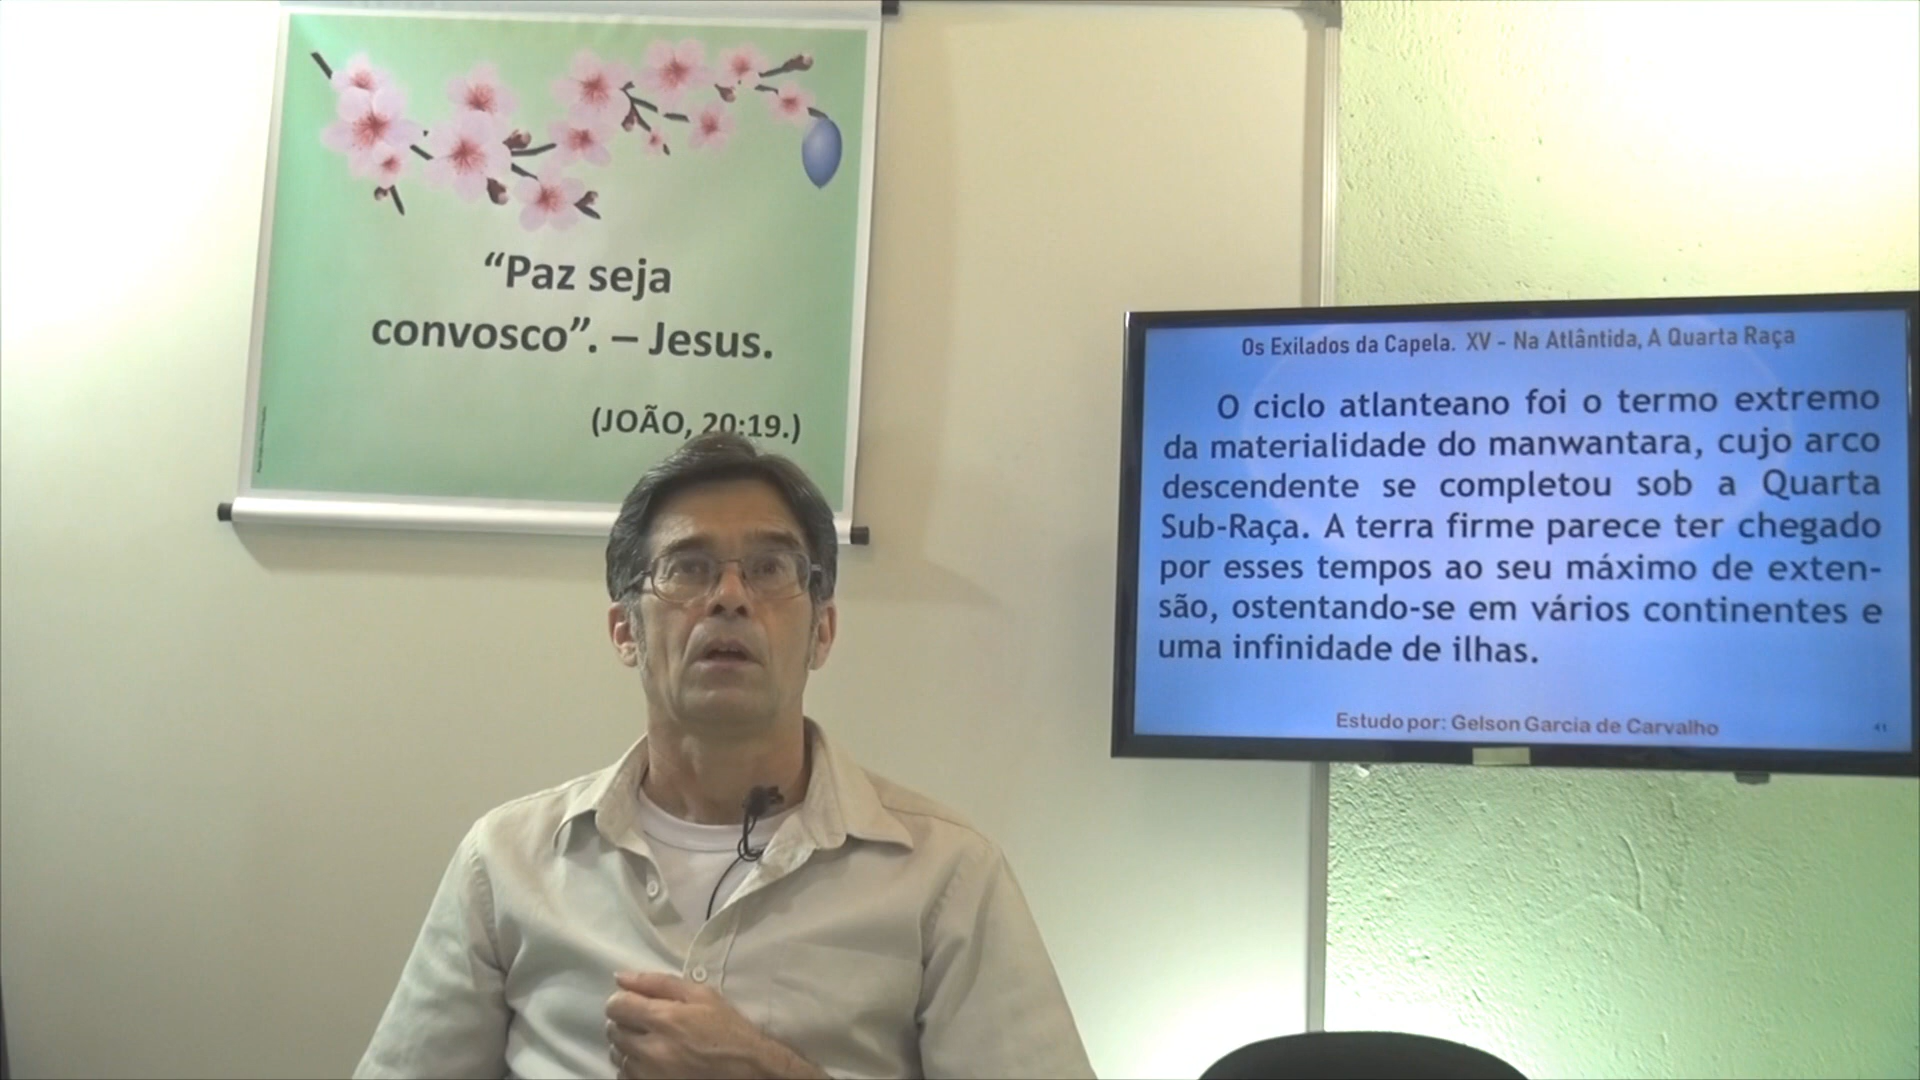 “Paz seja
convosco”. – Jesus.
(JOÃO, 20:19.)
Os Exilados da Capela. XV - Na Atlântida, A Quarta Raça
O ciclo atlanteano foi o termo extremo
da materialidade do manwantara, cujo arco
descendente se completou sob a Quarta
Sub-Raça. A terra firme parece ter chegado
por esses tempos ao seu máximo de exten-
são, ostentando-se em vários continentes e
uma infinidade de ilhas.
Estudo por: Gelson Garcia de Carvalho
41